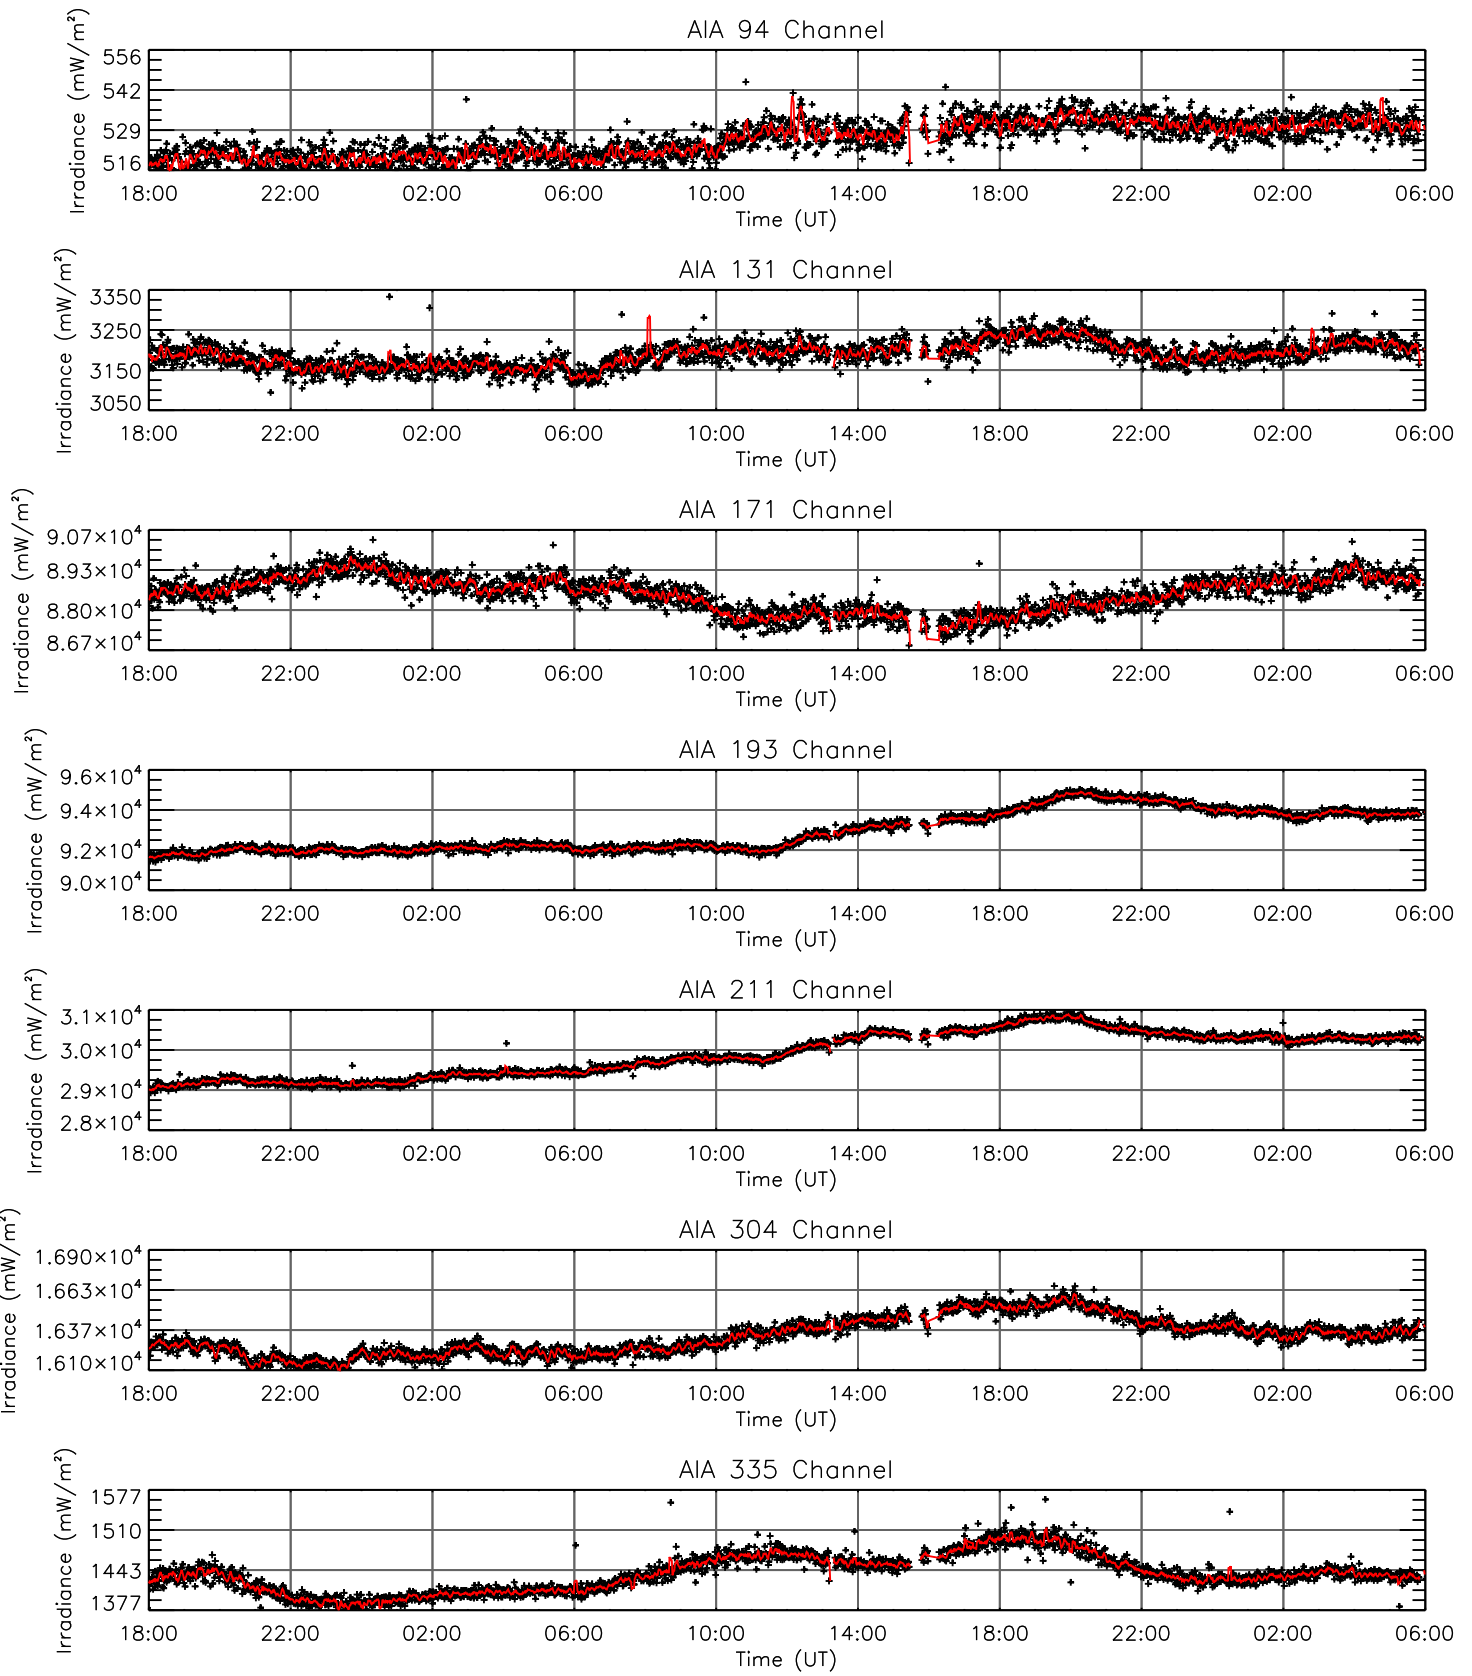 AIA 94 Channel
Irradiance (mW/m²)
556
542
529
516
18:00 22:00 02:00 06:00 10:00 14:00 18:00 22:00 02:00 06:00
Time (UT)
AIA 131 Channel
Irradiance (mW/m²)
3350
3250
3150
3050
18:00 22:00 02:00 06:00 10:00 14:00 18:00 22:00 02:00 06:00
Time (UT)
AIA 171 Channel
Irradiance (mW/m²)
9.07×10⁴
8.93×10⁴
8.80×10⁴
8.67×10⁴
18:00 22:00 02:00 06:00 10:00 14:00 18:00 22:00 02:00 06:00
Time (UT)
AIA 193 Channel
Irradiance (mW/m²)
9.6×10⁴
9.4×10⁴
9.2×10⁴
9.0×10⁴
18:00 22:00 02:00 06:00 10:00 14:00 18:00 22:00 02:00 06:00
Time (UT)
AIA 211 Channel
Irradiance (mW/m²)
3.1×10⁴
3.0×10⁴
2.9×10⁴
2.8×10⁴
18:00 22:00 02:00 06:00 10:00 14:00 18:00 22:00 02:00 06:00
Time (UT)
AIA 304 Channel
Irradiance (mW/m²)
1.690×10⁴
1.663×10⁴
1.637×10⁴
1.610×10⁴
18:00 22:00 02:00 06:00 10:00 14:00 18:00 22:00 02:00 06:00
Time (UT)
AIA 335 Channel
Irradiance (mW/m²)
1577
1510
1443
1377
18:00 22:00 02:00 06:00 10:00 14:00 18:00 22:00 02:00 06:00
Time (UT)